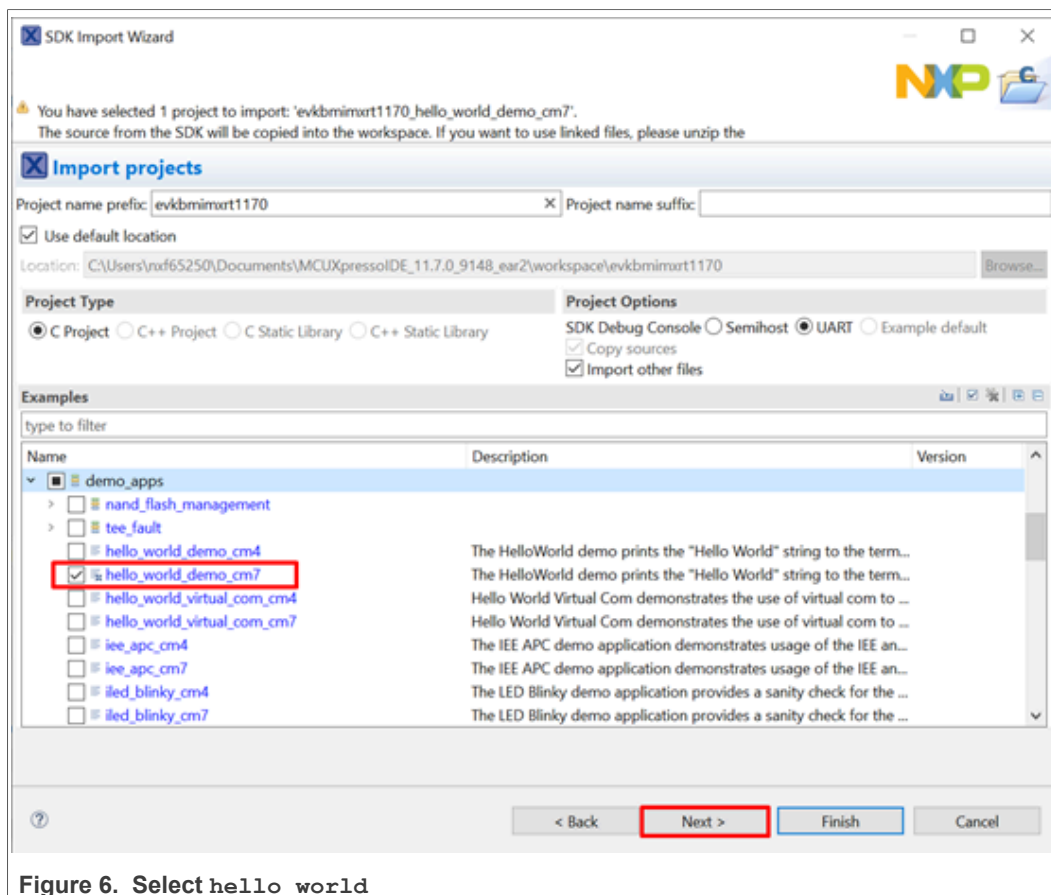 SDK Import Wizard
NXP
You have selected 1 project to import: 'evkbmimxrt1170_hello_world_demo_cm7'.
The source from the SDK will be copied into the workspace. If you want to use linked files, please unzip the
Import projects
Project name prefix: evkbmimxrt1170 Project name suffix:
Use default location
Location: C:\Users\nxf65250\Documents\MCUXpressoIDE_11.7.0_9148_ear2\workspace\evkbmimxrt1170 Browse...
Project Type Project Options
C Project C++ Project C Static Library C++ Static Library SDK Debug Console Semihost UART Example default
Copy sources
Import other files
Examples
type to filter
Name Description Version
demo_apps
nand_flash_management
tee_fault
hello_world_demo_cm4 The HelloWorld demo prints the "Hello World" string to the term...
hello_world_demo_cm7 The HelloWorld demo prints the "Hello World" string to the term...
hello_world_virtual_com_cm4 Hello World Virtual Com demonstrates the use of virtual com to ...
hello_world_virtual_com_cm7 Hello World Virtual Com demonstrates the use of virtual com to ...
iee_apc_cm4 The IEE APC demo application demonstrates usage of the IEE an...
iee_apc_cm7 The IEE APC demo application demonstrates usage of the IEE an...
iled_blinky_cm4 The LED Blinky demo application provides a sanity check for the ...
iled_blinky_cm7 The LED Blinky demo application provides a sanity check for the ...
< Back Next > Finish Cancel
Figure 6. Select hello world